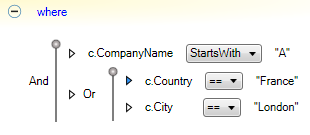 where
c.CompanyName StartsWith "A"
And
c.Country == "France"
Or
c.City == "London"